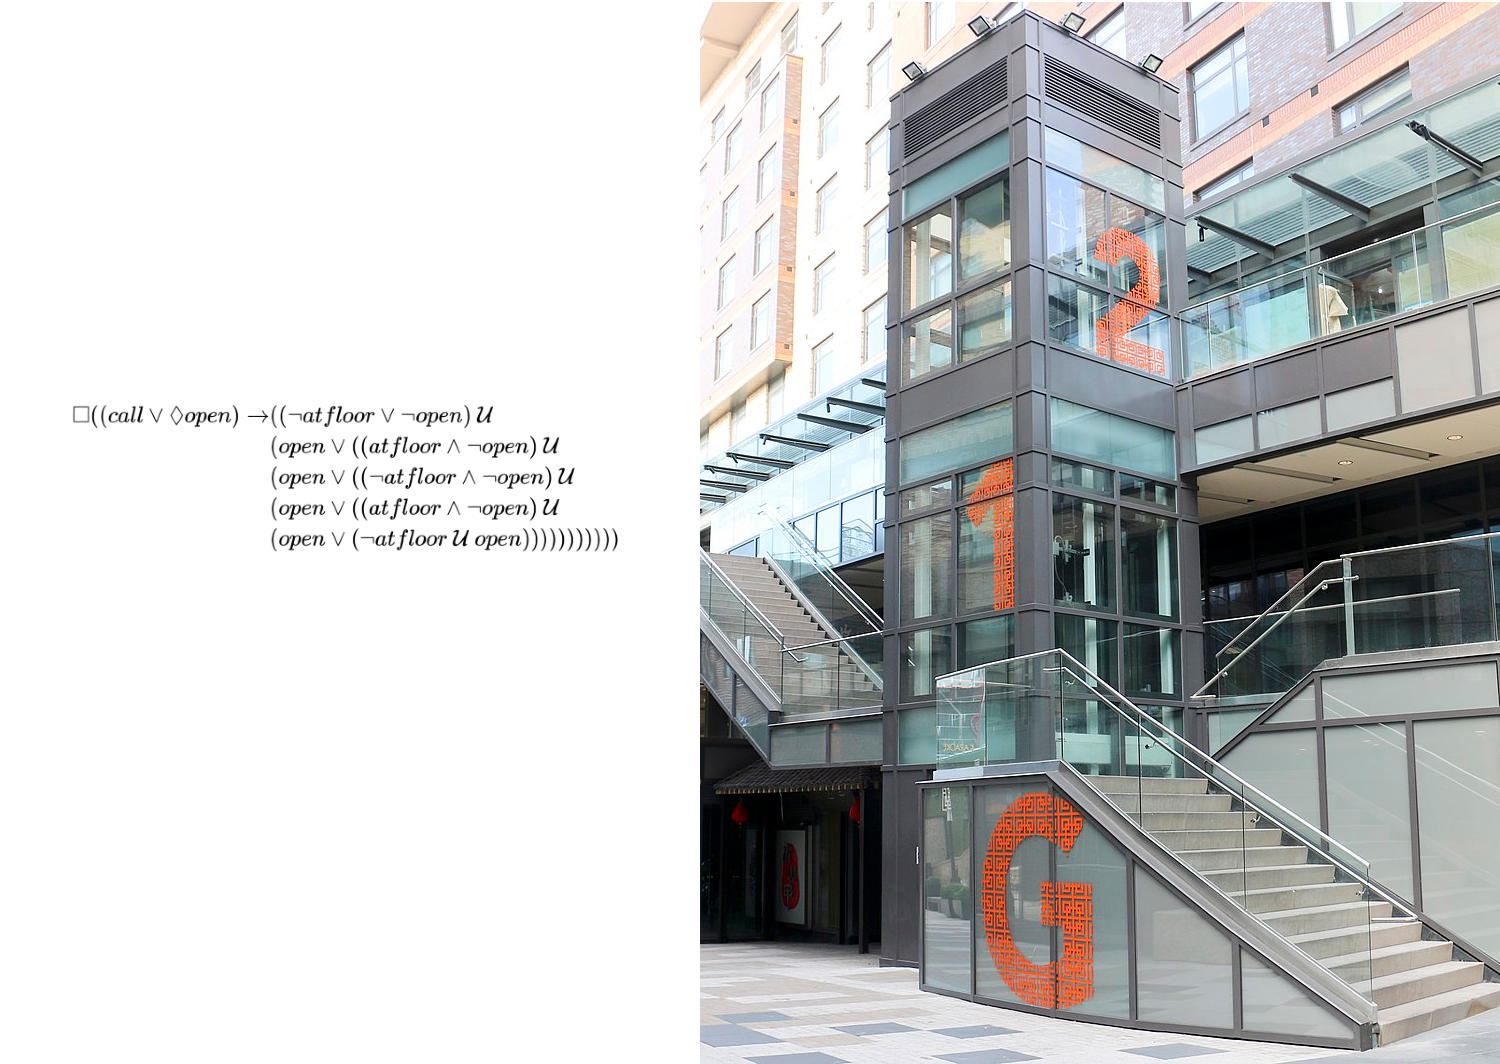 □((call ∨ ◊open) →((¬atfloor ∨ ¬open) 𝒰
(open ∨ ((atfloor ∧ ¬open) 𝒰
(open ∨ ((¬atfloor ∧ ¬open) 𝒰
(open ∨ ((atfloor ∧ ¬open) 𝒰
(open ∨ (¬atfloor 𝒰 open)))))))))))
2
1
G